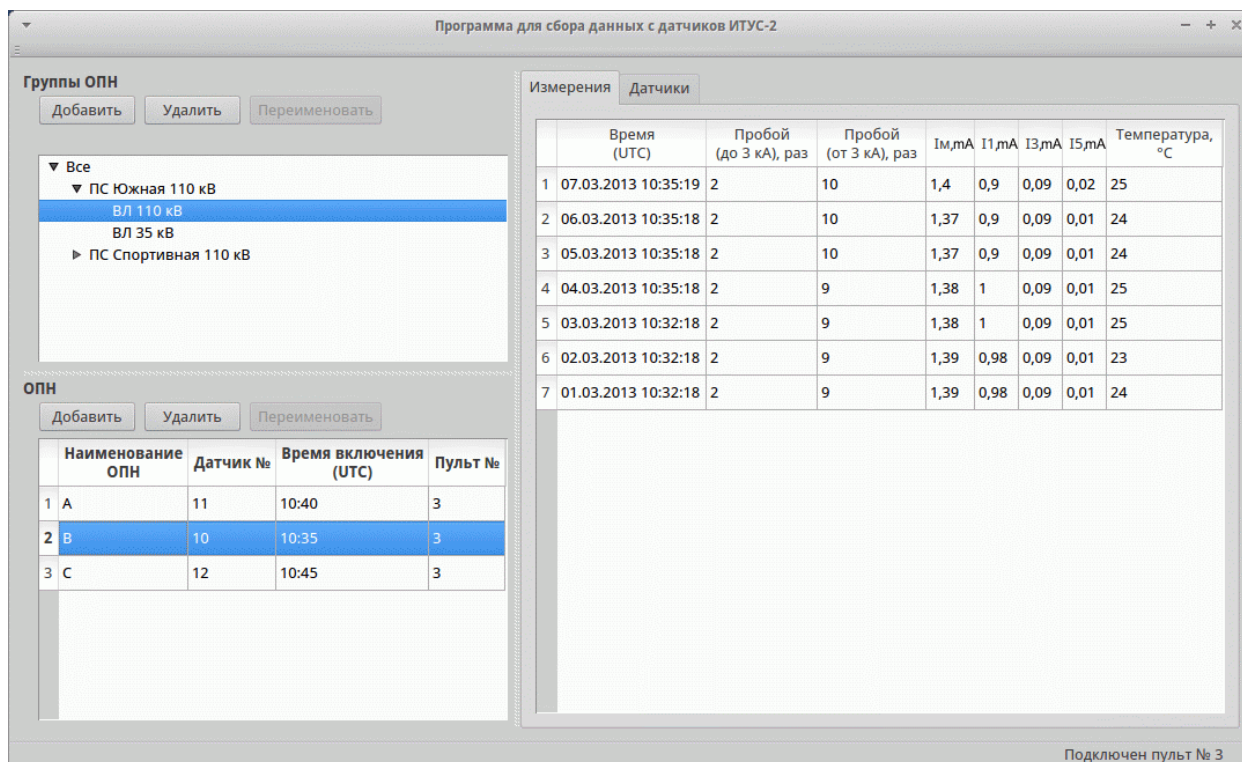 Программа для сбора данных с датчиков ИТУС-2
Группы ОПН
Добавить Удалить Переименовать
Все
ПС Южная 110 кВ
ВЛ 110 кВ
ВЛ 35 кВ
ПС Спортивная 110 кВ
ОПН
Добавить Удалить Переименовать
Наименование ОПН Датчик № Время включения (UTC) Пульт №
1 A 11 10:40 3
2 B 10 10:35 3
3 C 12 10:45 3
Измерения Датчики
Время (UTC) Пробой (до 3 кА), раз Пробой (от 3 кА), раз Iм,mA I1,mA I3,mA I5,mA Температура, °C
1 07.03.2013 10:35:19 2 10 1,4 0,9 0,09 0,02 25
2 06.03.2013 10:35:18 2 10 1,37 0,9 0,09 0,01 24
3 05.03.2013 10:35:18 2 10 1,37 0,9 0,09 0,01 24
4 04.03.2013 10:35:18 2 9 1,38 1 0,09 0,01 25
5 03.03.2013 10:32:18 2 9 1,38 1 0,09 0,01 25
6 02.03.2013 10:32:18 2 9 1,39 0,98 0,09 0,01 23
7 01.03.2013 10:32:18 2 9 1,39 0,98 0,09 0,01 24
Подключен пульт № 3